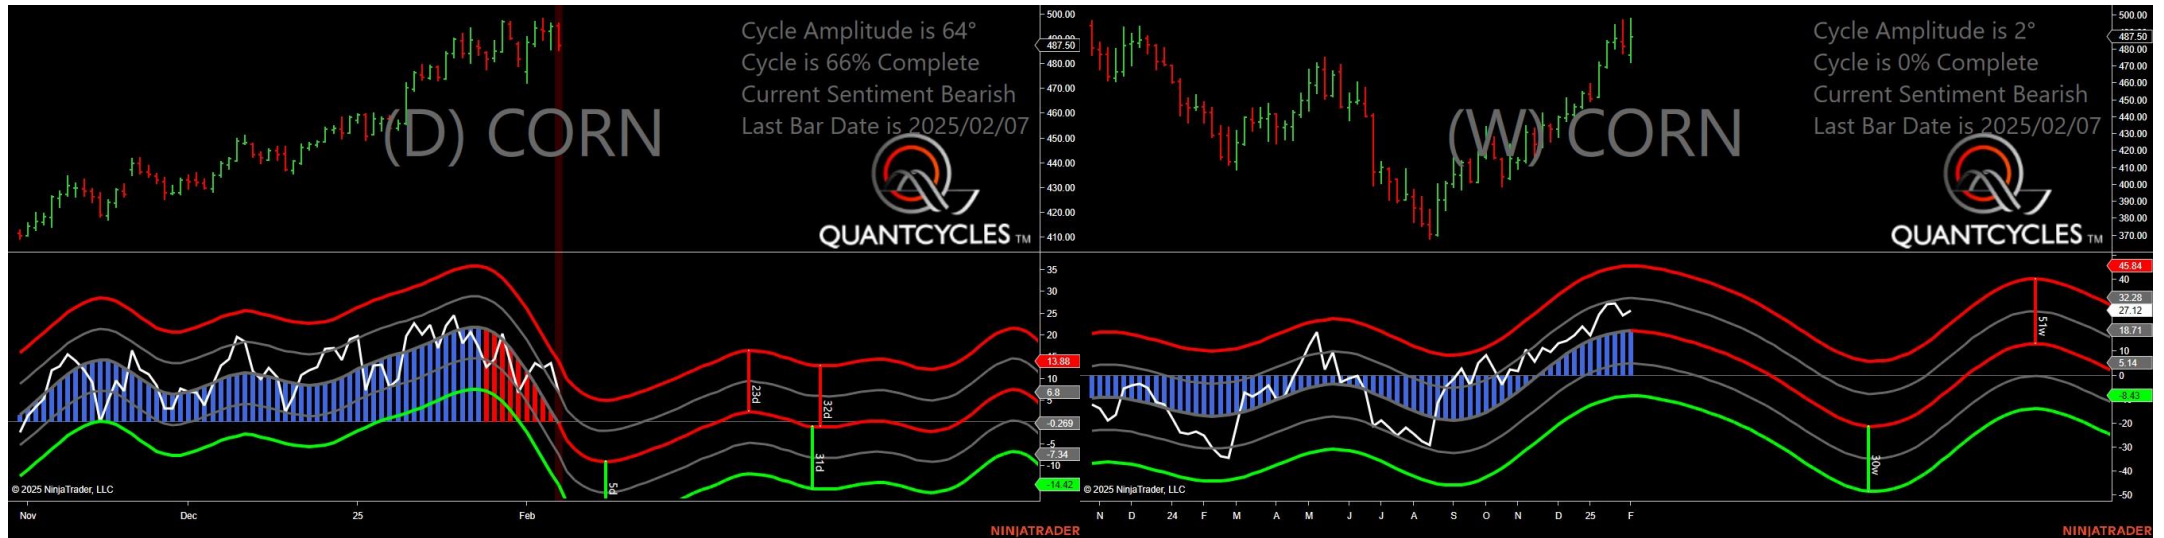 Cycle Amplitude is 64°
Cycle is 66% Complete
Current Sentiment Bearish
Last Bar Date is 2025/02/07
(D) CORN
QUANTCYCLES TM
500.00
487.50
480.00
470.00
460.00
450.00
440.00
430.00
420.00
410.00
35
30
25
20
13.88
10
6.8
5
-0.269
-5
-7.34
-10
-14.42
23d
32d
31d
5d
© 2025 NinjaTrader, LLC
Nov Dec 25 Feb
NINJATRADER
Cycle Amplitude is 2°
Cycle is 0% Complete
Current Sentiment Bearish
Last Bar Date is 2025/02/07
(W) CORN
QUANTCYCLES TM
500.00
487.50
480.00
470.00
460.00
450.00
440.00
430.00
420.00
410.00
400.00
390.00
380.00
370.00
45.84
40
32.28
27.12
18.71
10
5.14
0
-8.43
-20
-30
-40
-50
51w
30w
© 2025 NinjaTrader, LLC
N D 24 F M A M J J A S O N D 25 F
NINJATRADER